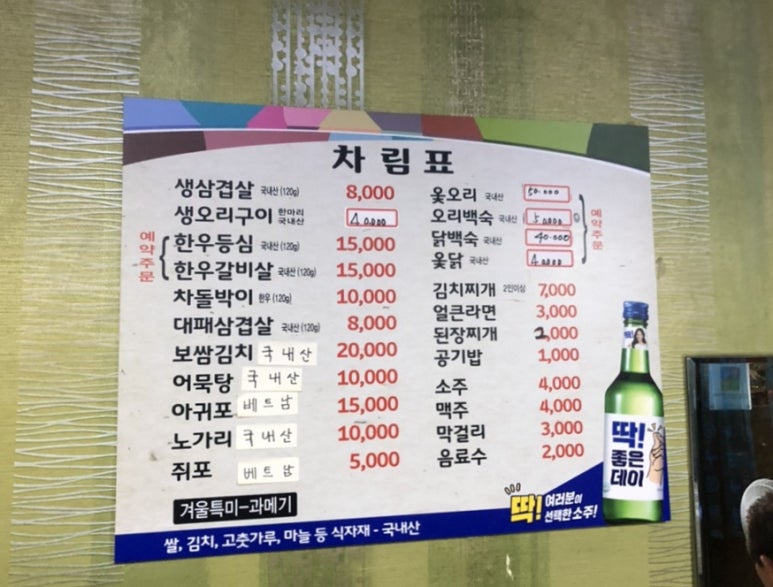 차림표
생삼겹살 국내산(120g) 8,000
생오리구이 한마리 국내산 40000
예약주문
한우등심 국내산(120g) 15,000
한우갈비살 국내산(120g) 15,000
차돌박이 한우(120g) 10,000
대패삼겹살 국내산(120g) 8,000
보쌈김치 국내산 20,000
어묵탕 국내산 10,000
아귀포 베트남 15,000
노가리 국내산 10,000
쥐포 베트남 5,000
겨울특미-과메기
옻오리 국내산 50.000
오리백숙 국내산 50000
닭백숙 국내산 40.000
옻닭 국내산 40000
예약주문
김치찌개 2인이상 7,000
얼큰라면 3,000
된장찌개 2,000
공기밥 1,000
소주 4,000
맥주 4,000
막걸리 3,000
음료수 2,000
딱!
좋은
데이
딱! 여러분이
선택한 소주!
쌀, 김치, 고춧가루, 마늘 등 식자재 - 국내산